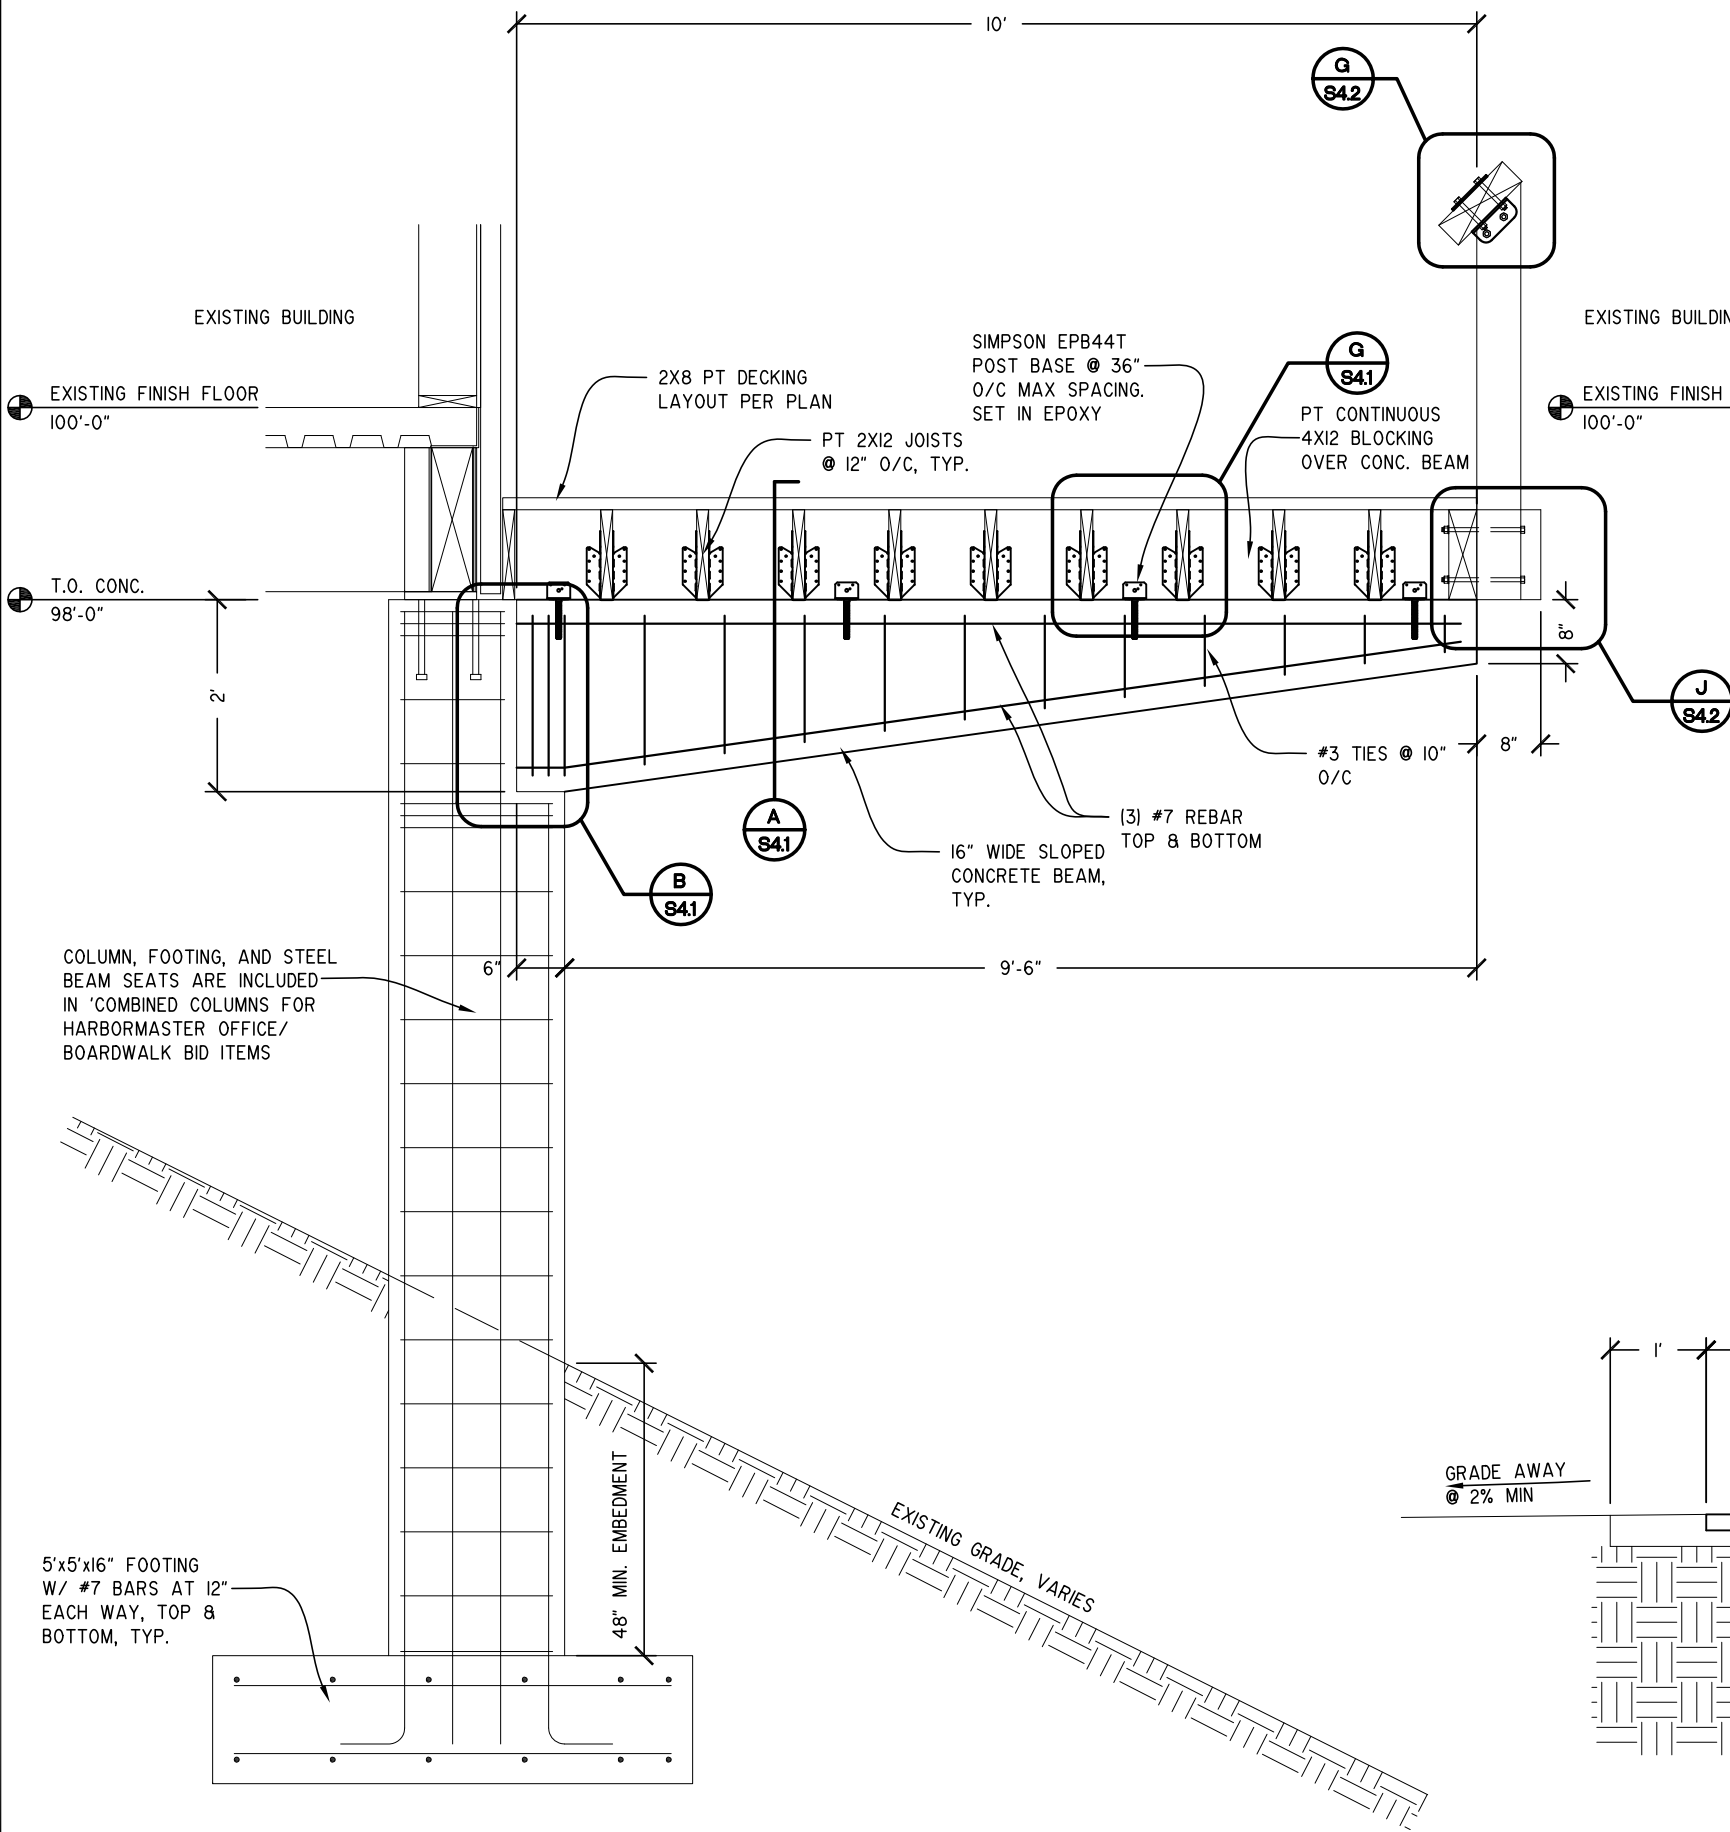 10'
G
S4.2
EXISTING BUILDING
EXISTING BUILDIN
SIMPSON EPB44T
POST BASE @ 36"
O/C MAX SPACING.
SET IN EPOXY
G
S4.1
2X8 PT DECKING
LAYOUT PER PLAN
EXISTING FINISH FLOOR
100'-0"
EXISTING FINISH
100'-0"
PT CONTINUOUS
4X12 BLOCKING
OVER CONC. BEAM
PT 2X12 JOISTS
@ 12" O/C, TYP.
T.O. CONC.
98'-0"
8"
2'
J
S4.2
8"
#3 TIES @ 10"
O/C
A
S4.1
(3) #7 REBAR
TOP & BOTTOM
16" WIDE SLOPED
CONCRETE BEAM,
TYP.
B
S4.1
COLUMN, FOOTING, AND STEEL
BEAM SEATS ARE INCLUDED
IN 'COMBINED COLUMNS FOR
HARBORMASTER OFFICE/
BOARDWALK BID ITEMS
6"
9'-6"
1'
48" MIN. EMBEDMENT
GRADE AWAY
@ 2% MIN
EXISTING GRADE, VARIES
5'x5'x16" FOOTING
W/ #7 BARS AT 12"
EACH WAY, TOP &
BOTTOM, TYP.